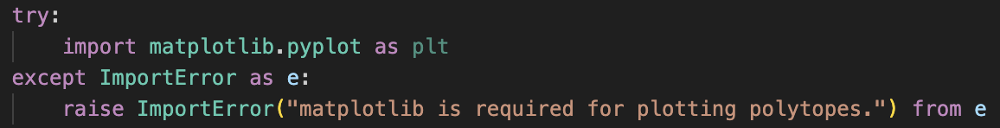 try:
    import matplotlib.pyplot as plt
except ImportError as e:
    raise ImportError("matplotlib is required for plotting polytopes.") from e